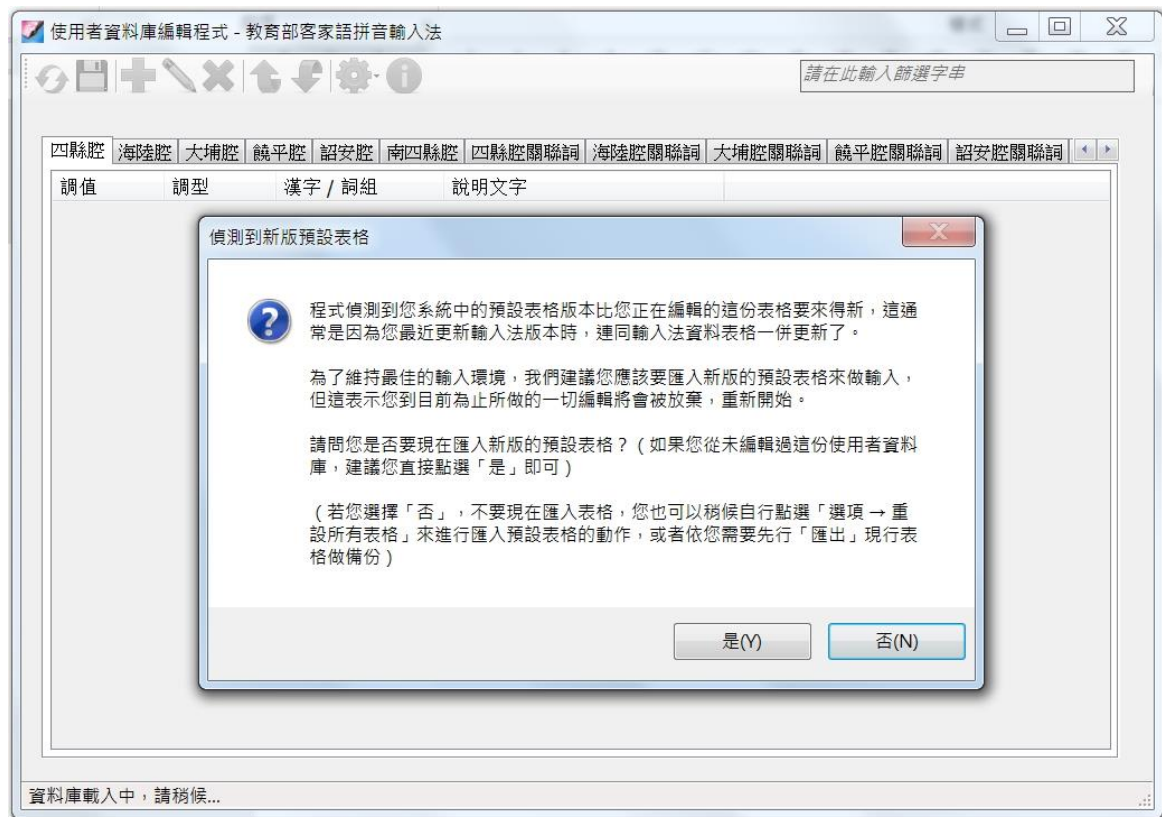 使用者資料庫編輯程式 - 教育部客家語拼音輸入法
請在此輸入篩選字串
四縣腔 海陸腔 大埔腔 饒平腔 詔安腔 南四縣腔 四縣腔關聯詞 海陸腔關聯詞 大埔腔關聯詞 饒平腔關聯詞 詔安腔關聯詞
調值 調型 漢字 / 詞組 說明文字
偵測到新版預設表格
程式偵測到您系統中的預設表格版本比您正在編輯的這份表格要來得新，這通
常是因為您最近更新輸入法版本時，連同輸入法資料表格一併更新了。
為了維持最佳的輸入環境，我們建議您應該要匯入新版的預設表格來做輸入，
但這表示您到目前為止所做的一切編輯將會被放棄，重新開始。
請問您是否要現在匯入新版的預設表格？（如果您從未編輯過這份使用者資料
庫，建議您直接點選「是」即可）
（若您選擇「否」，不要現在匯入表格，您也可以稍候自行點選「選項 → 重
設所有表格」來進行匯入預設表格的動作，或者依您需要先行「匯出」現行表
格做備份）
是(Y) 否(N)
資料庫載入中，請稍候...